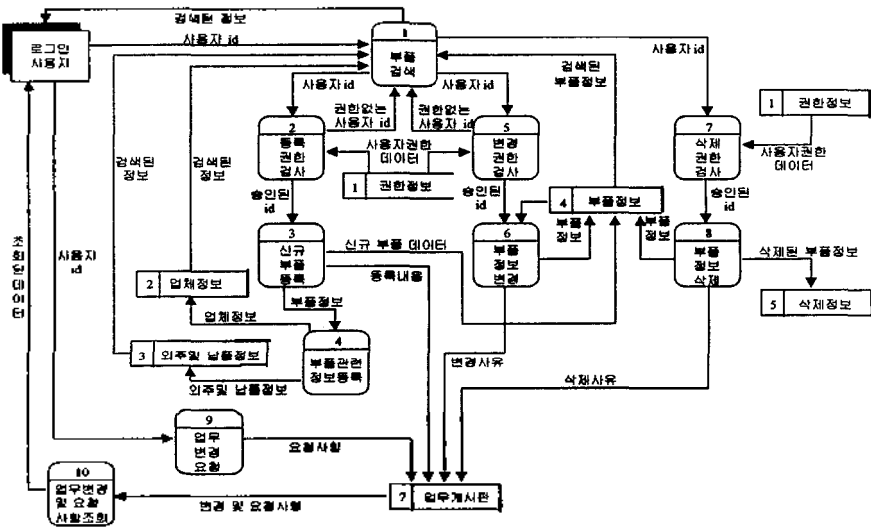 검색된 정보
로그인
사용자
사용자 id
1
부품
검색
사용자 id
검색된
부품정보
사용자id
사용자id
권한없는
사용자 id
권한없는
사용자 id
2
등록
권한
검사
5
변경
권한
검사
7
삭제
권한
검사
1 권한정보
사용자권한
데이터
사용자권한
데이터
1 권한정보
검색된
정보
검색된
정보
승인된
id
승인된
id
승인된
id
4 부품정보
3
신규
부품
등록
신규 부품 데이터
등록내용
6
부품
정보
변경
부품
정보
부품
정보
8
부품
정보
삭제
삭제된 부품정보
5 삭제정보
조회된데이터
사용자
id
2 업체정보
부품정보
업체정보
4
부품관련
정보등록
3 외주및 납품정보
외주및 납품정보
변경사유
삭제사유
9
업무
변경
요청
요청사항
10
업무변경
및 요청
사항조회
변경 및 요청사항
7 업무게시판